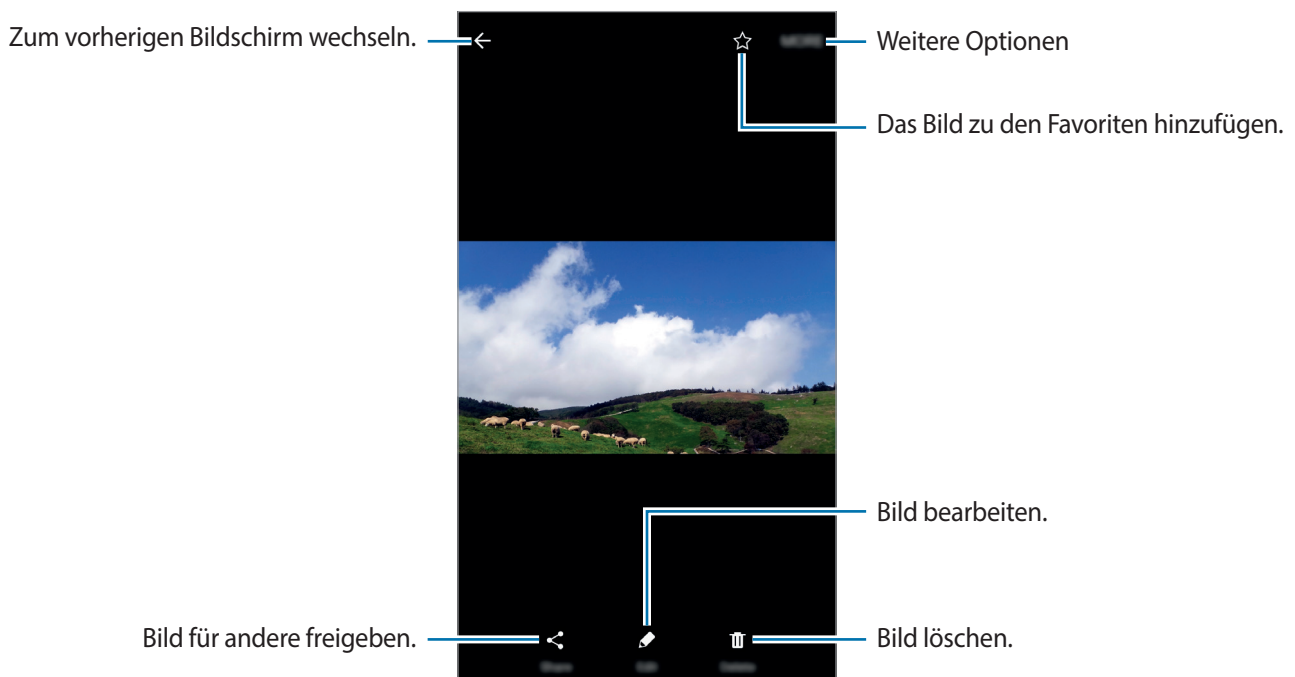 Zum vorherigen Bildschirm wechseln.
Weitere Optionen
Das Bild zu den Favoriten hinzufügen.
Bild bearbeiten.
Bild für andere freigeben.
Bild löschen.